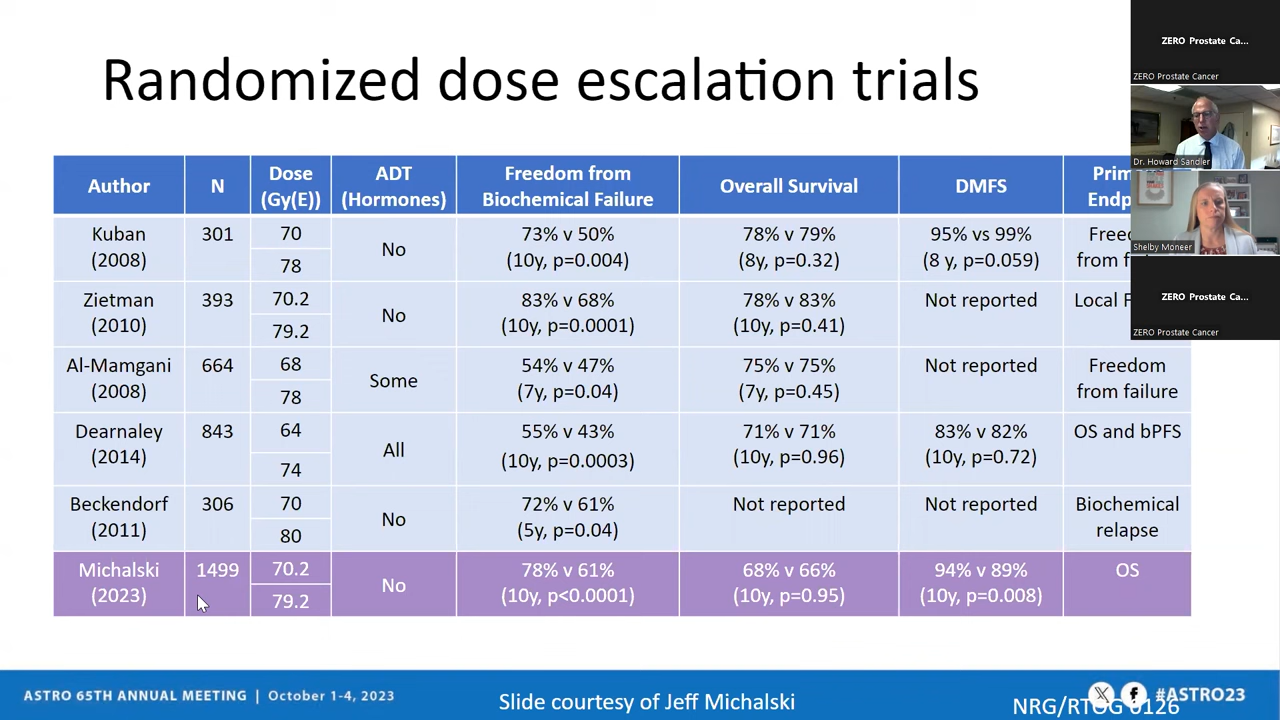 Randomized dose escalation trials
Author N Dose (Gy(E)) ADT (Hormones) Freedom from Biochemical Failure Overall Survival DMFS
Kuban (2008) 301 70 78 No 73% v 50% (10y, p=0.004) 78% v 79% (8y, p=0.32) 95% vs 99% (8 y, p=0.059)
Zietman (2010) 393 70.2 79.2 No 83% v 68% (10y, p=0.0001) 78% v 83% (10y, p=0.41) Not reported Local
Al-Mamgani (2008) 664 68 78 Some 54% v 47% (7y, p=0.04) 75% v 75% (7y, p=0.45) Not reported Freedom from failure
Dearnaley (2014) 843 64 74 All 55% v 43% (10y, p=0.0003) 71% v 71% (10y, p=0.96) 83% v 82% (10y, p=0.72) OS and bPFS
Beckendorf (2011) 306 70 80 No 72% v 61% (5y, p=0.04) Not reported Not reported Biochemical relapse
Michalski (2023) 1499 70.2 79.2 No 78% v 61% (10y, p<0.0001) 68% v 66% (10y, p=0.95) 94% v 89% (10y, p=0.008) OS
ASTRO 65TH ANNUAL MEETING | October 1-4, 2023
Slide courtesy of Jeff Michalski
NRG/RTOG 0126
#ASTRO23
ZERO Prostate Ca...
ZERO Prostate Cancer
Dr. Howard Sandler
Shelby Moneer
ZERO Prostate Ca...
ZERO Prostate Cancer